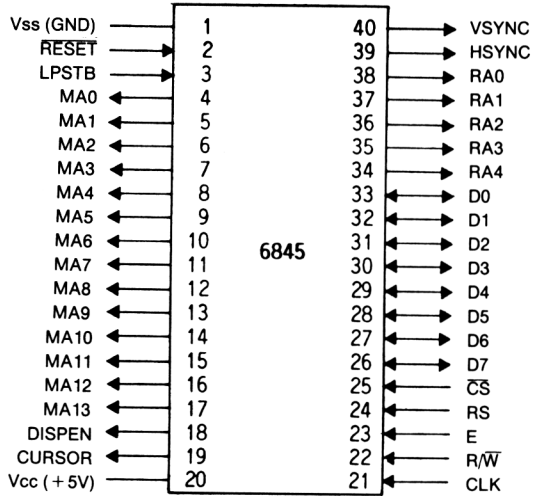 Vss (GND) 1 40 VSYNC
RESET 2 39 HSYNC
LPSTB 3 38 RA0
MA0 4 37 RA1
MA1 5 36 RA2
MA2 6 35 RA3
MA3 7 34 RA4
MA4 8 33 D0
MA5 9 32 D1
MA6 10 31 D2
6845
MA7 11 30 D3
MA8 12 29 D4
MA9 13 28 D5
MA10 14 27 D6
MA11 15 26 D7
MA12 16 25 C̅S̅
MA13 17 24 RS
DISPEN 18 23 E
CURSOR 19 22 R/W̅
Vcc (+5V) 20 21 CLK